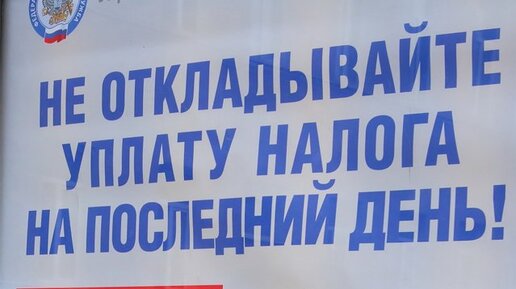 НЕ ОТКЛАДЫВАЙТЕ
УПЛАТУ НАЛОГА
НА ПОСЛЕДНИЙ ДЕНЬ!